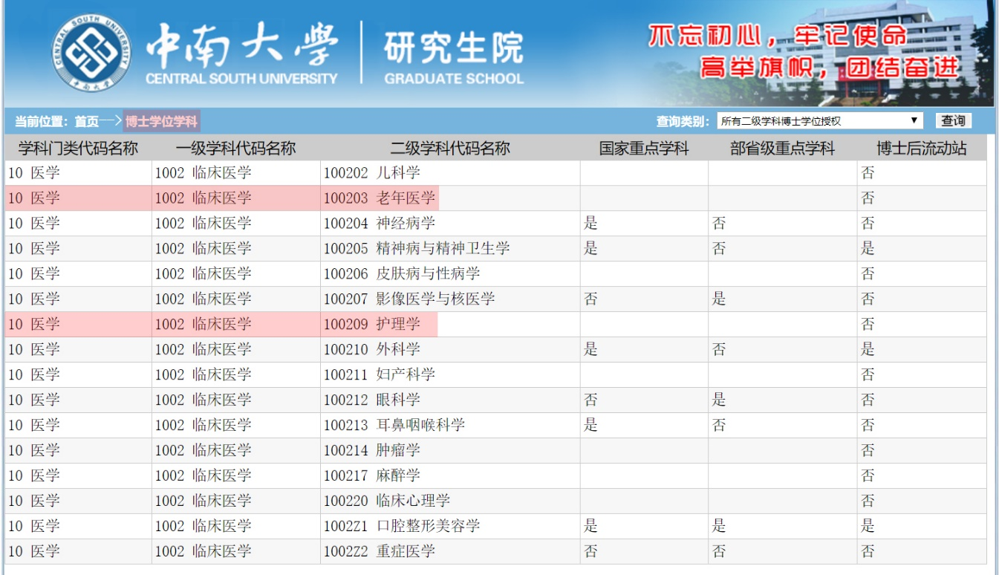 中南大学 研究生院
CENTRAL SOUTH UNIVERSITY GRADUATE SCHOOL
CENTRAL SOUTH UNIVERSITY
中南大学
不忘初心，牢记使命
高举旗帜，团结奋进
当前位置：首页—>博士学位学科 查询类别： 所有二级学科博士学位授权 查询
学科门类代码名称 一级学科代码名称 二级学科代码名称 国家重点学科 部省级重点学科 博士后流动站
10 医学 1002 临床医学 100202 儿科学 否
10 医学 1002 临床医学 100203 老年医学 否
10 医学 1002 临床医学 100204 神经病学 是 否 否
10 医学 1002 临床医学 100205 精神病与精神卫生学 是 否 是
10 医学 1002 临床医学 100206 皮肤病与性病学 否
10 医学 1002 临床医学 100207 影像医学与核医学 否 是 否
10 医学 1002 临床医学 100209 护理学 否
10 医学 1002 临床医学 100210 外科学 是 否 是
10 医学 1002 临床医学 100211 妇产科学 否
10 医学 1002 临床医学 100212 眼科学 否 是 否
10 医学 1002 临床医学 100213 耳鼻咽喉科学 是 否 否
10 医学 1002 临床医学 100214 肿瘤学 否
10 医学 1002 临床医学 100217 麻醉学 否
10 医学 1002 临床医学 100220 临床心理学 否
10 医学 1002 临床医学 1002Z1 口腔整形美容学 是 是 是
10 医学 1002 临床医学 1002Z2 重症医学 否 否 否